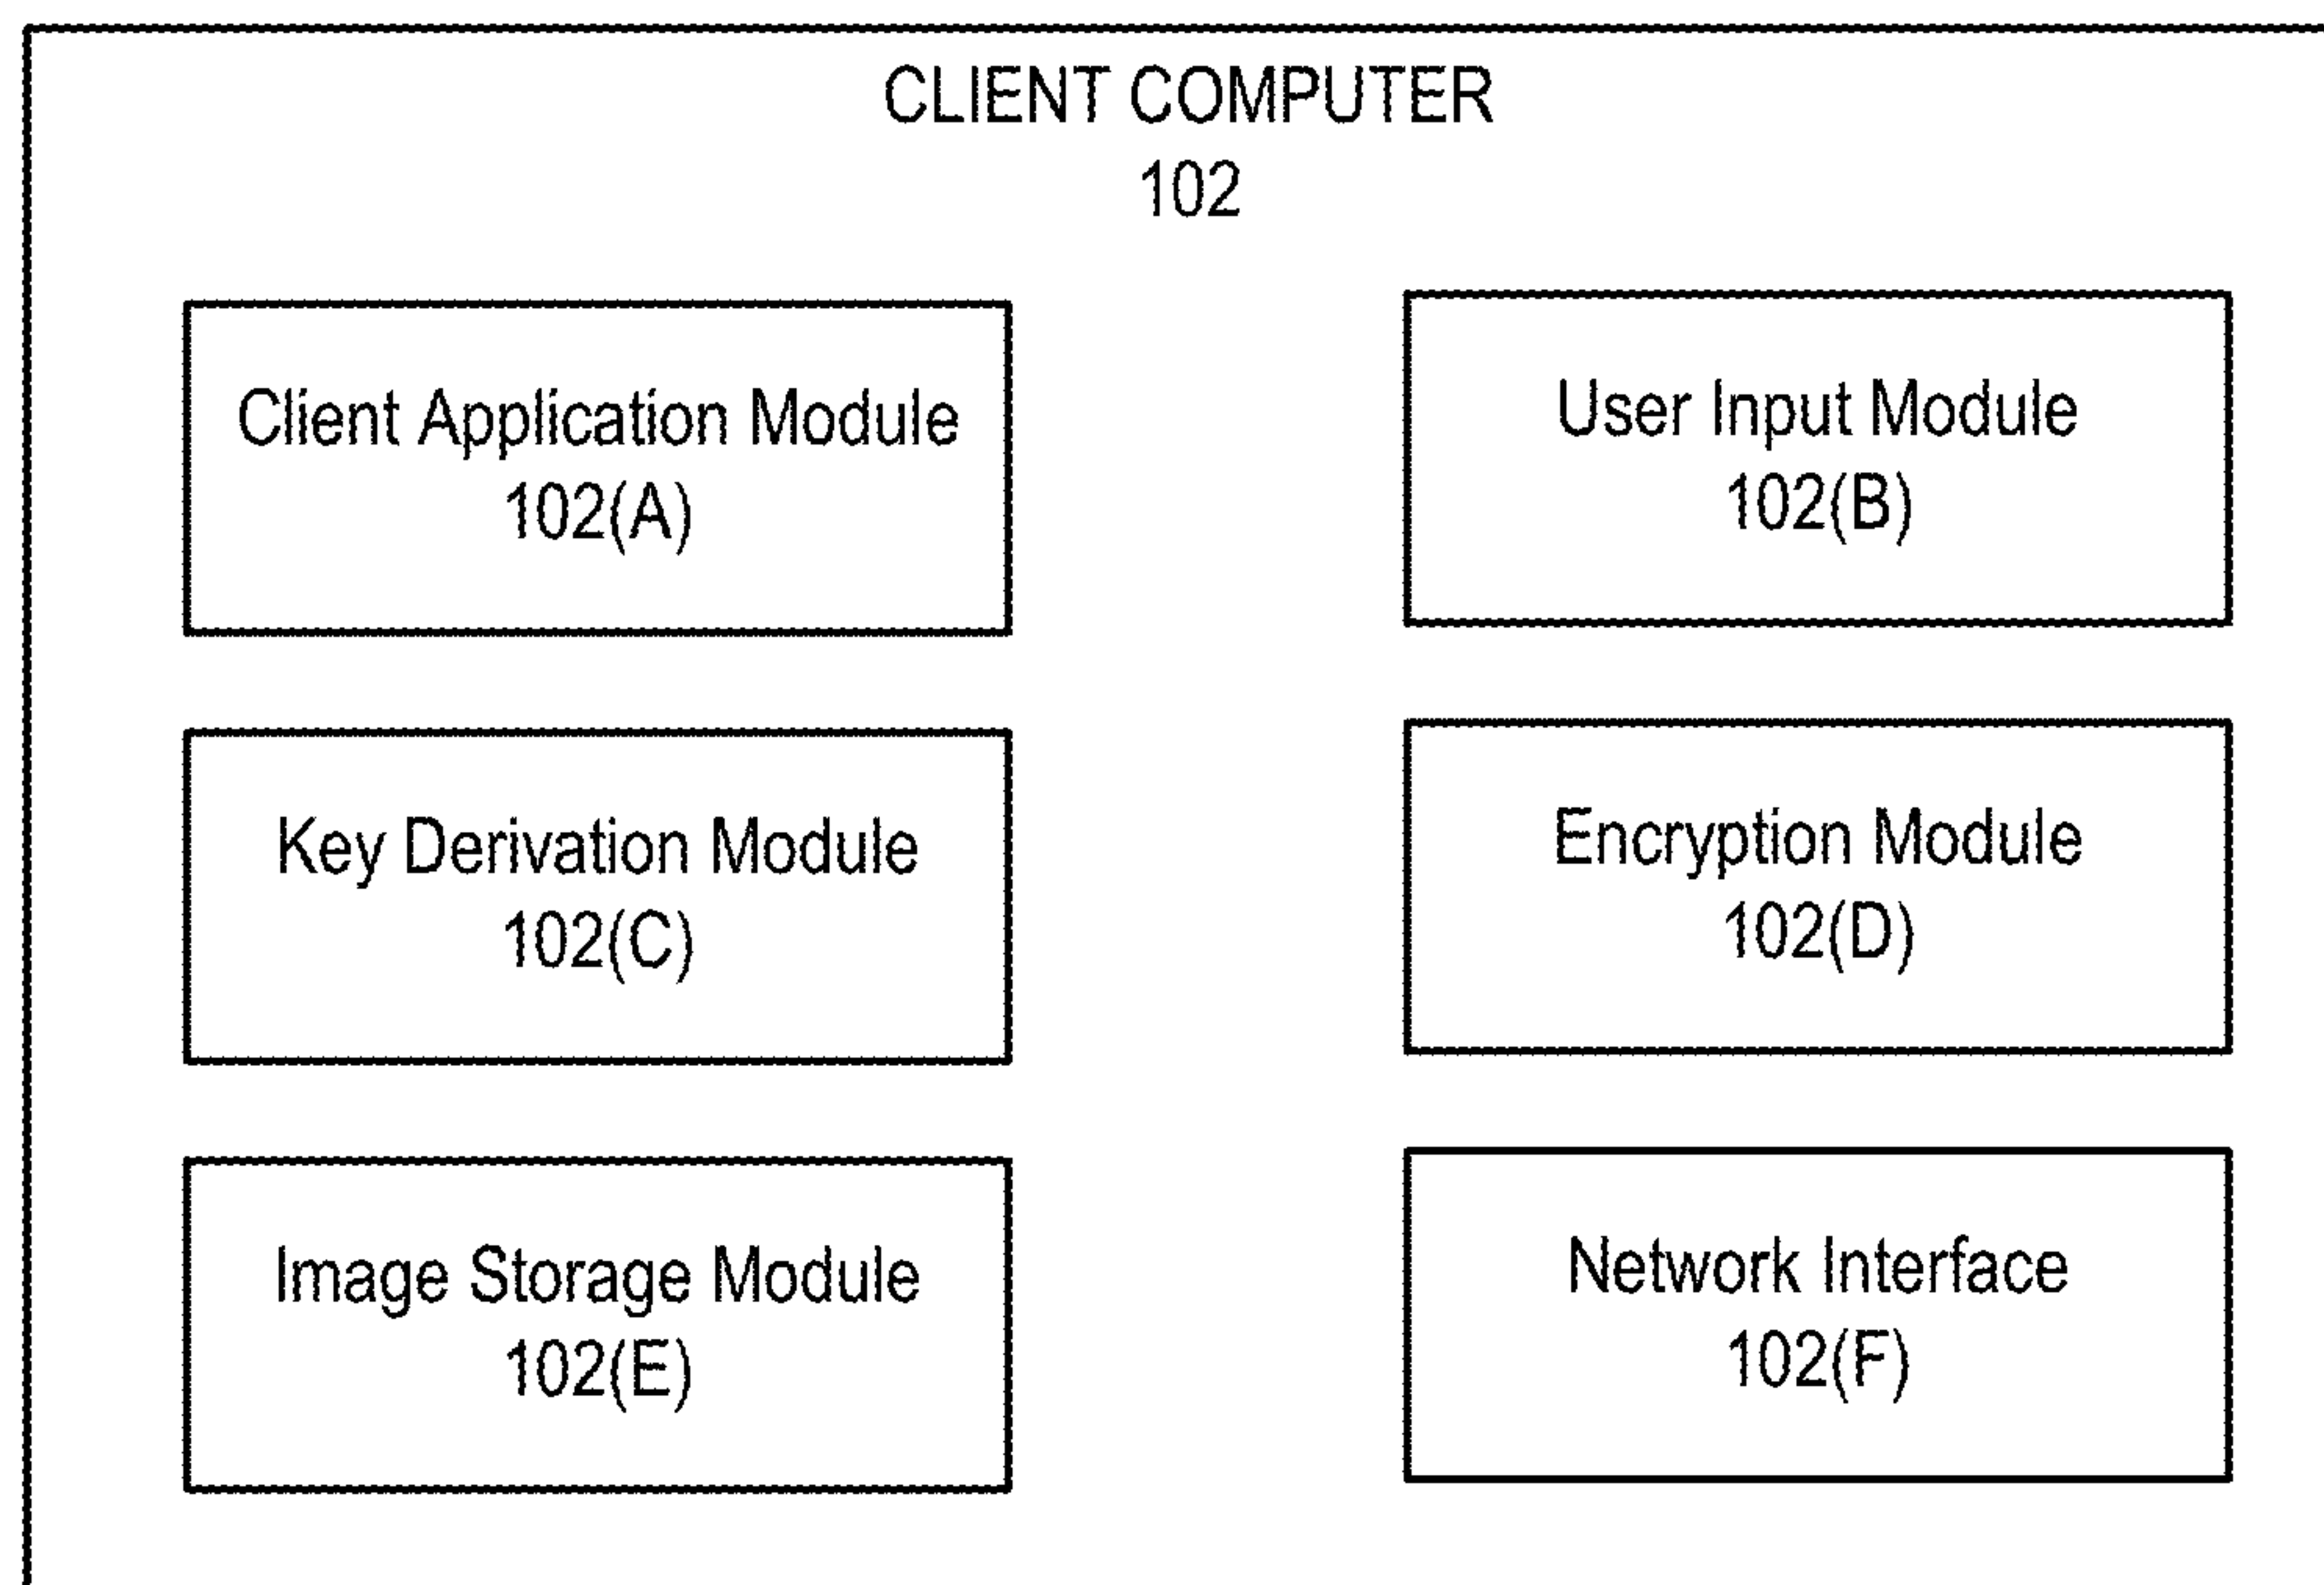 CLIENT COMPUTER
102
Client Application Module
102(A)
User Input Module
102(B)
Key Derivation Module
102(C)
Encryption Module
102(D)
Image Storage Module
102(E)
Network Interface
102(F)